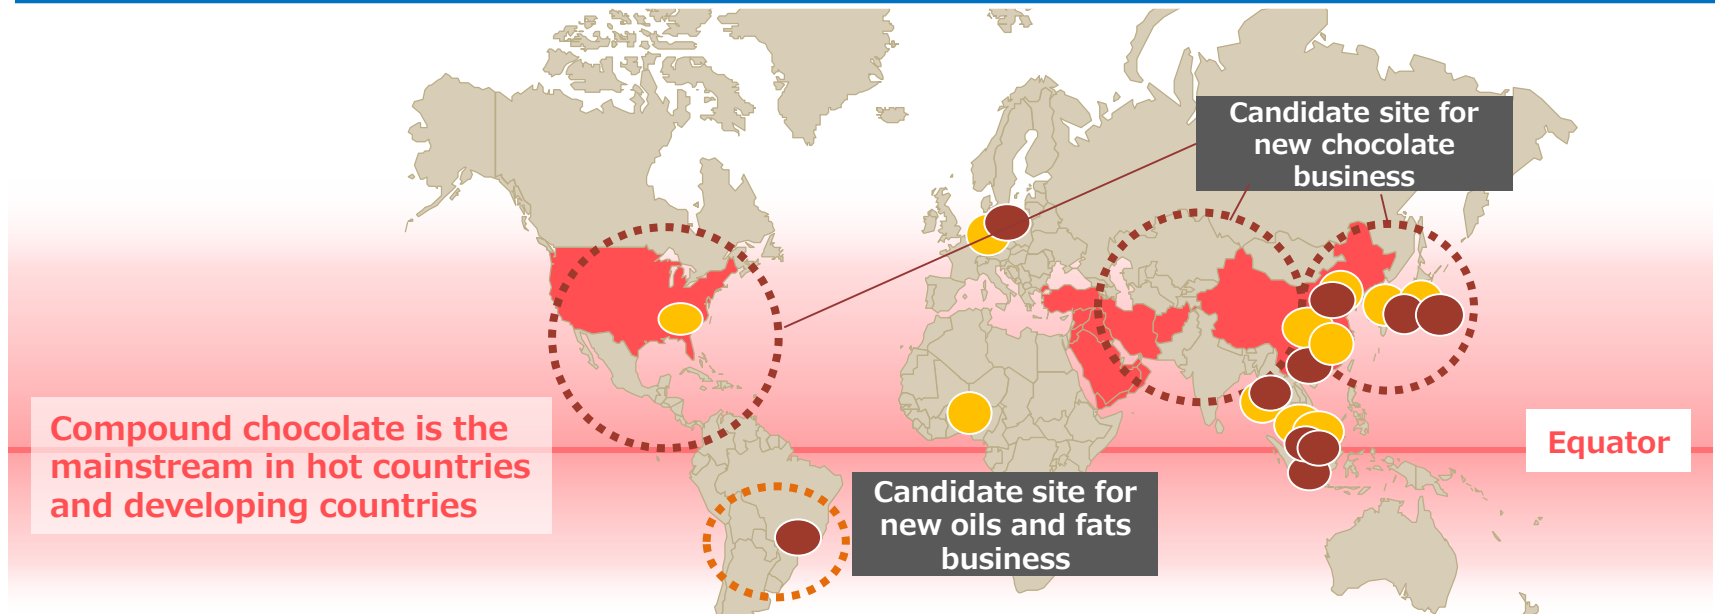 Candidate site for
new chocolate
business
Compound chocolate is the
mainstream in hot countries
and developing countries
Equator
Candidate site for
new oils and fats
business